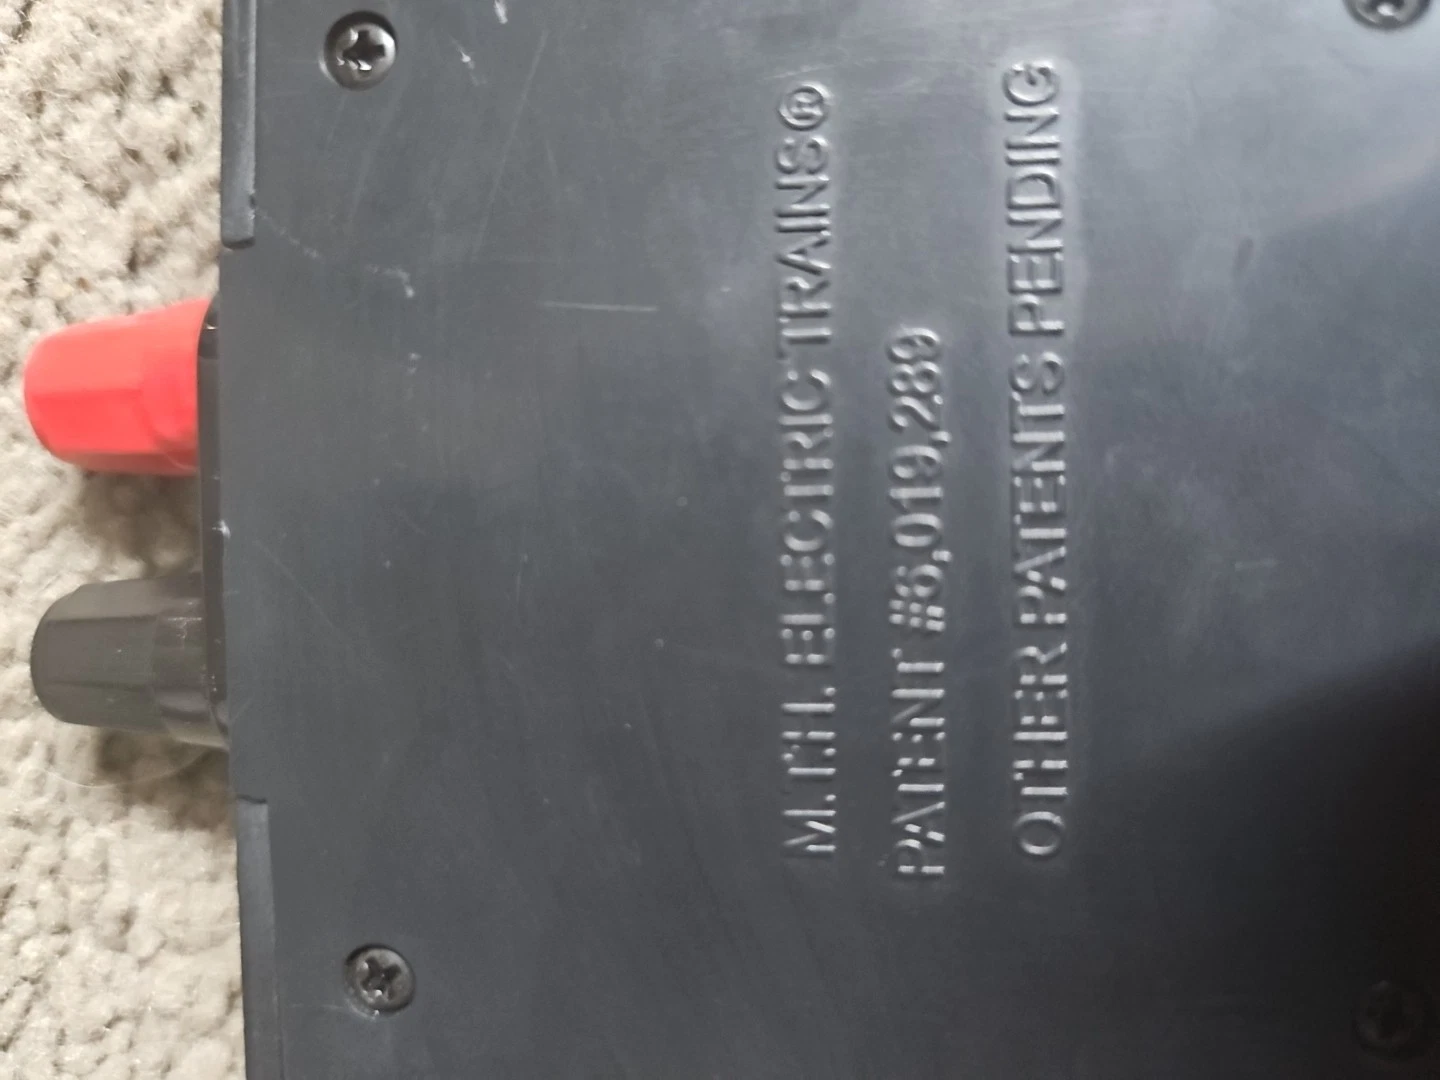 M.T.H. ELECTRIC TRAINS®
PATENT #6,019,289
OTHER PATENTS PENDING